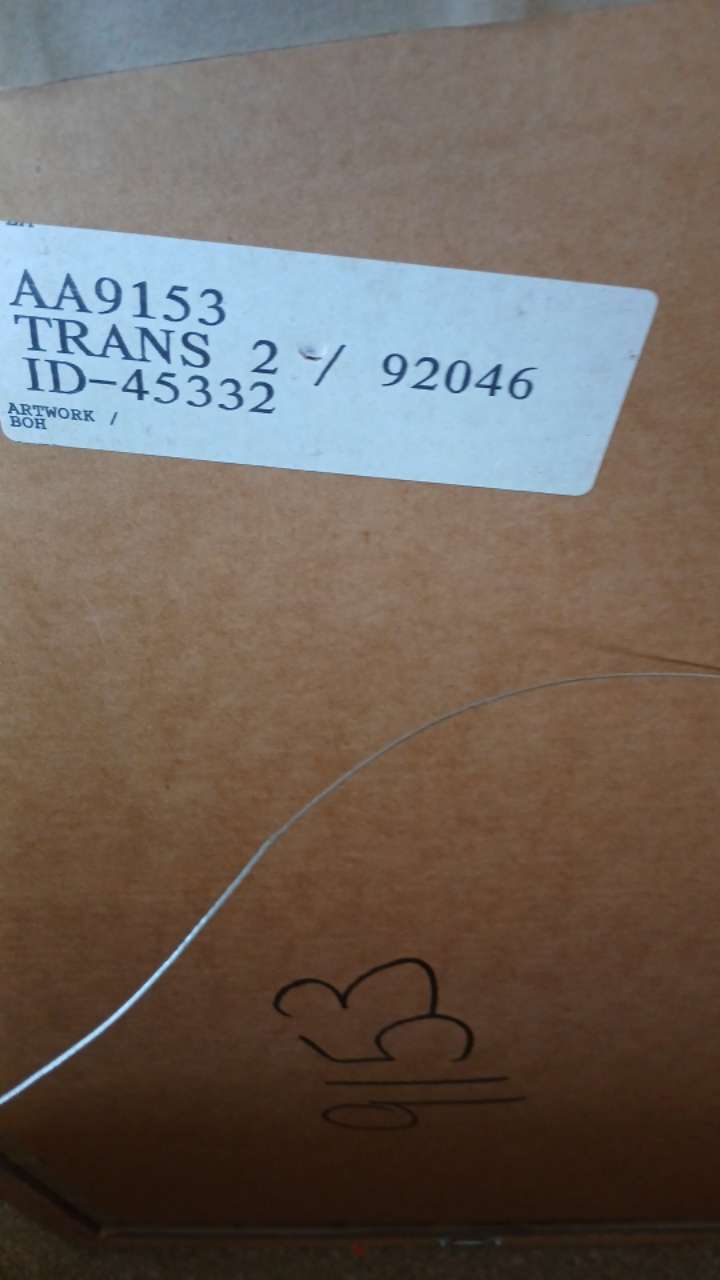 AA9153
TRANS 2 / 92046
ID-45332
ARTWORK /
BOH
9153